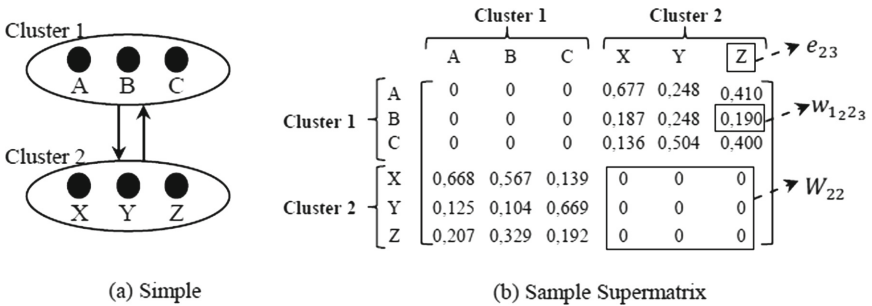 Cluster 1
A B C
Cluster 2
X Y Z
(a) Simple
Cluster 1 Cluster 2
A B C X Y Z e₂₃
Cluster 1
A 0 0 0 0,677 0,248 0,410
B 0 0 0 0,187 0,248 0,190 w₁₂₂₃
C 0 0 0 0,136 0,504 0,400
Cluster 2
X 0,668 0,567 0,139 0 0 0 W₂₂
Y 0,125 0,104 0,669 0 0 0
Z 0,207 0,329 0,192 0 0 0
(b) Sample Supermatrix